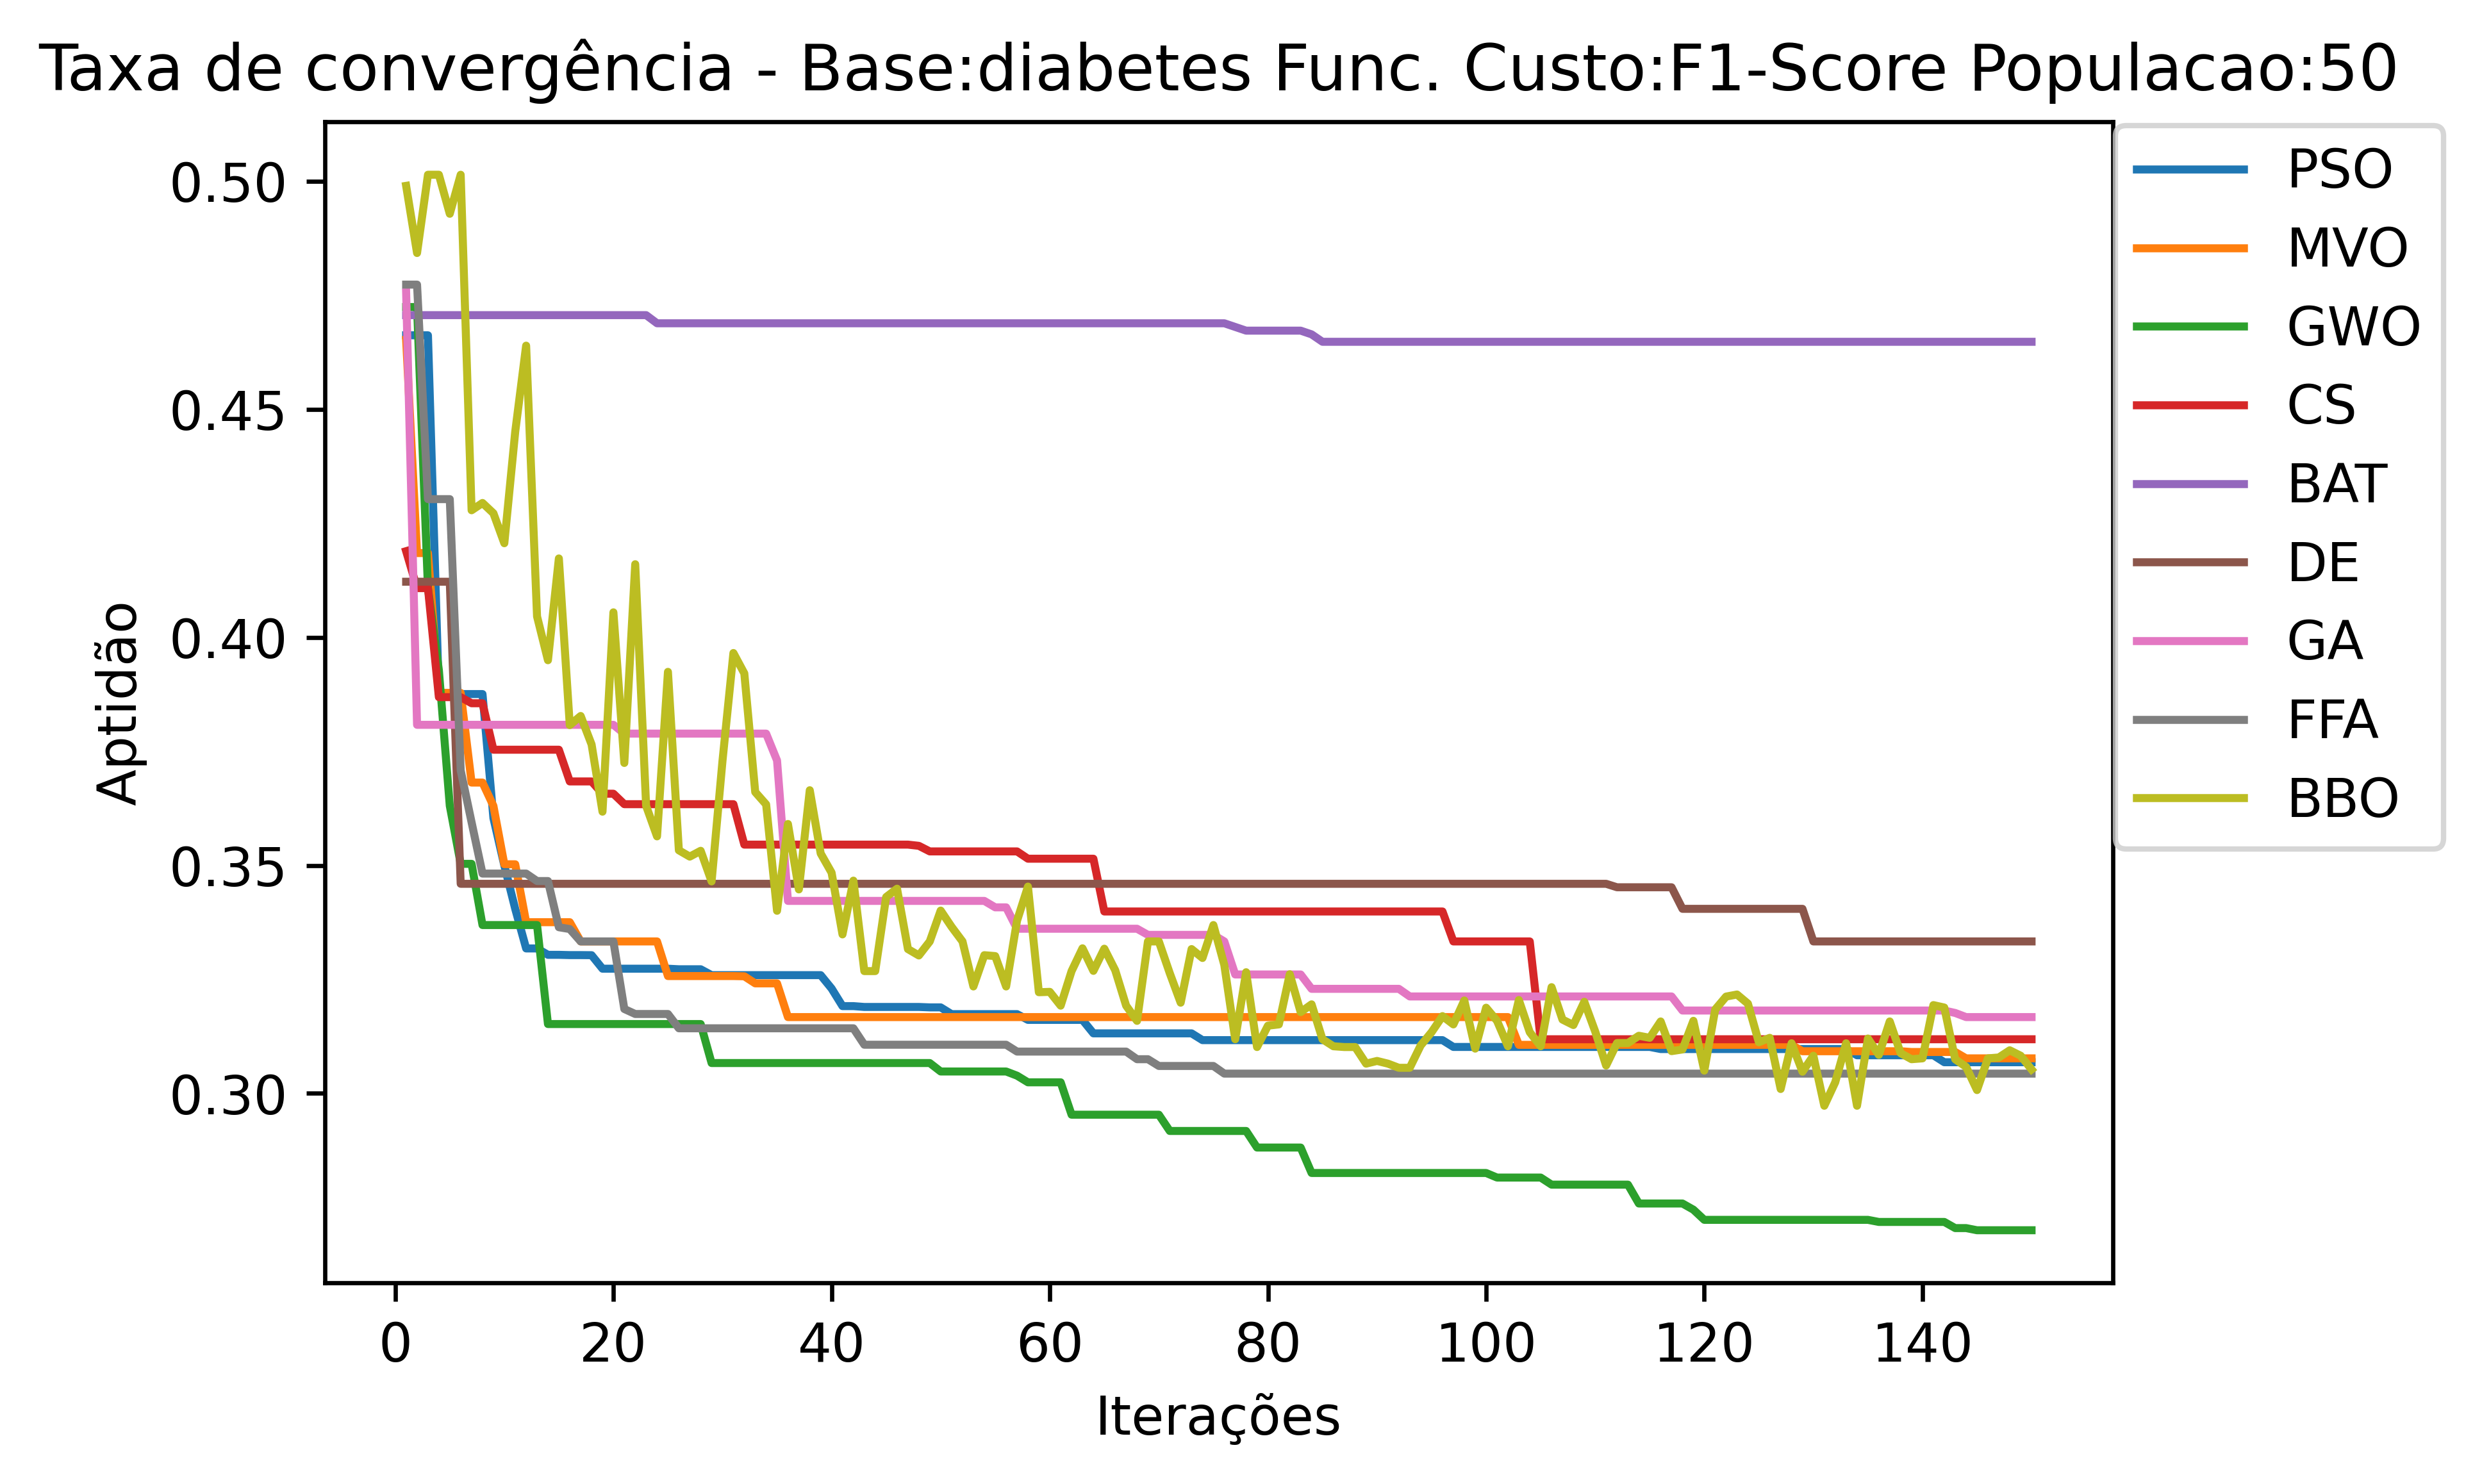 Taxa de convergência - Base:diabetes Func. Custo:F1-Score Populacao:50
0.50
0.45
0.40
0.35
0.30
Aptidão
0 20 40 60 80 100 120 140
Iterações
PSO
MVO
GWO
CS
BAT
DE
GA
FFA
BBO